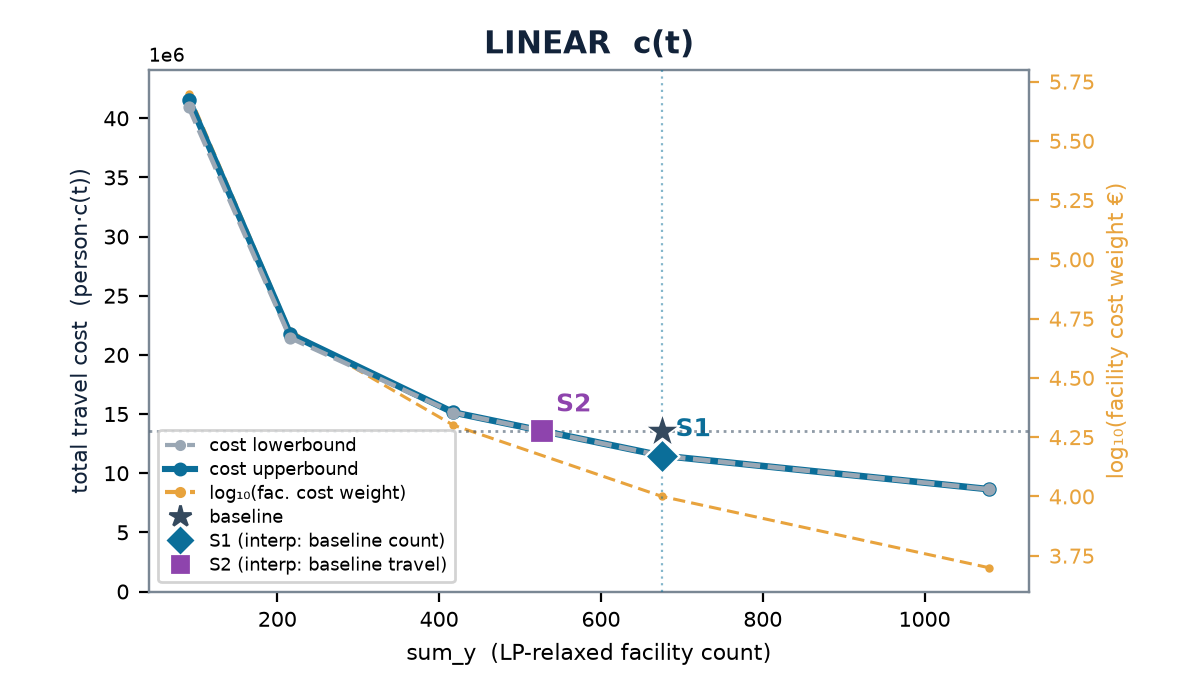 LINEAR c(t)
1e6
40
35
30
25
20
15
10
5
0
total travel cost (person·c(t))
5.75
5.50
5.25
5.00
4.75
4.50
4.25
4.00
3.75
log₁₀(facility cost weight €)
S2
S1
cost lowerbound
cost upperbound
log₁₀(fac. cost weight)
baseline
S1 (interp: baseline count)
S2 (interp: baseline travel)
200
400
600
800
1000
sum_y (LP-relaxed facility count)